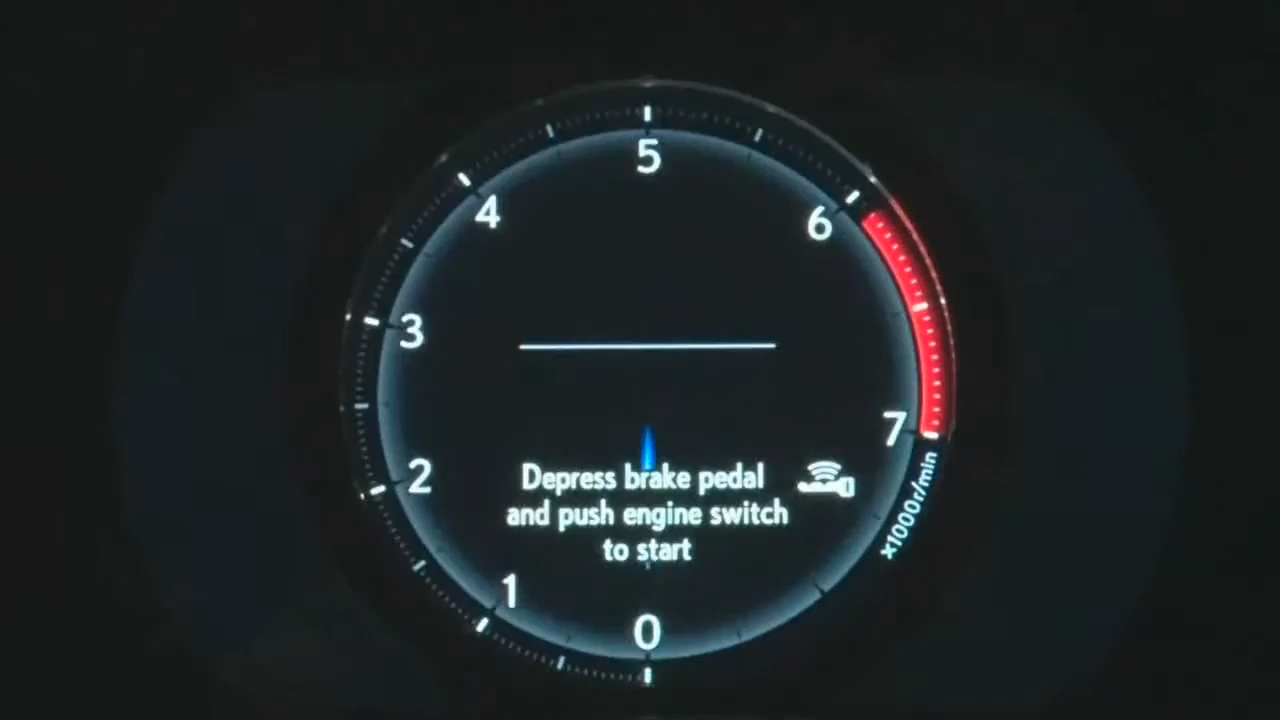 5
4
6
3
7
2
Depress brake pedal
and push engine switch
to start
x1000r/min
1
0